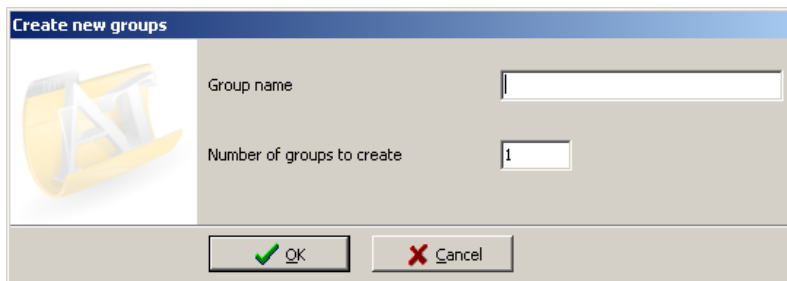 Create new groups
Group name
Number of groups to create
1
OK
Cancel